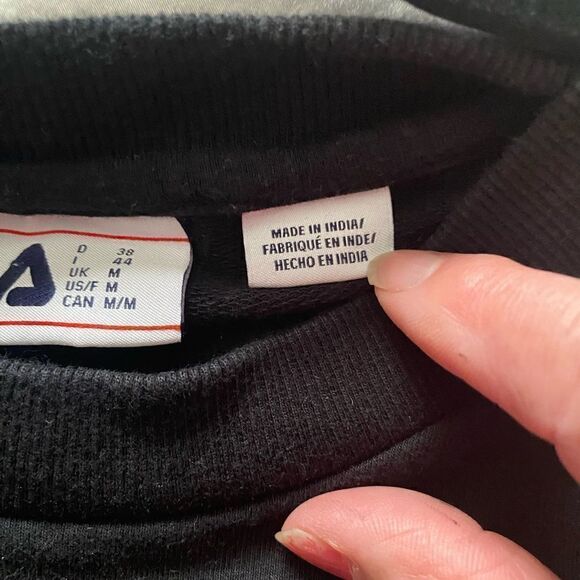 D 38
I 44
UK M
US/F M
CAN M/M
MADE IN INDIA/
FABRIQUÉ EN INDE/
HECHO EN INDIA